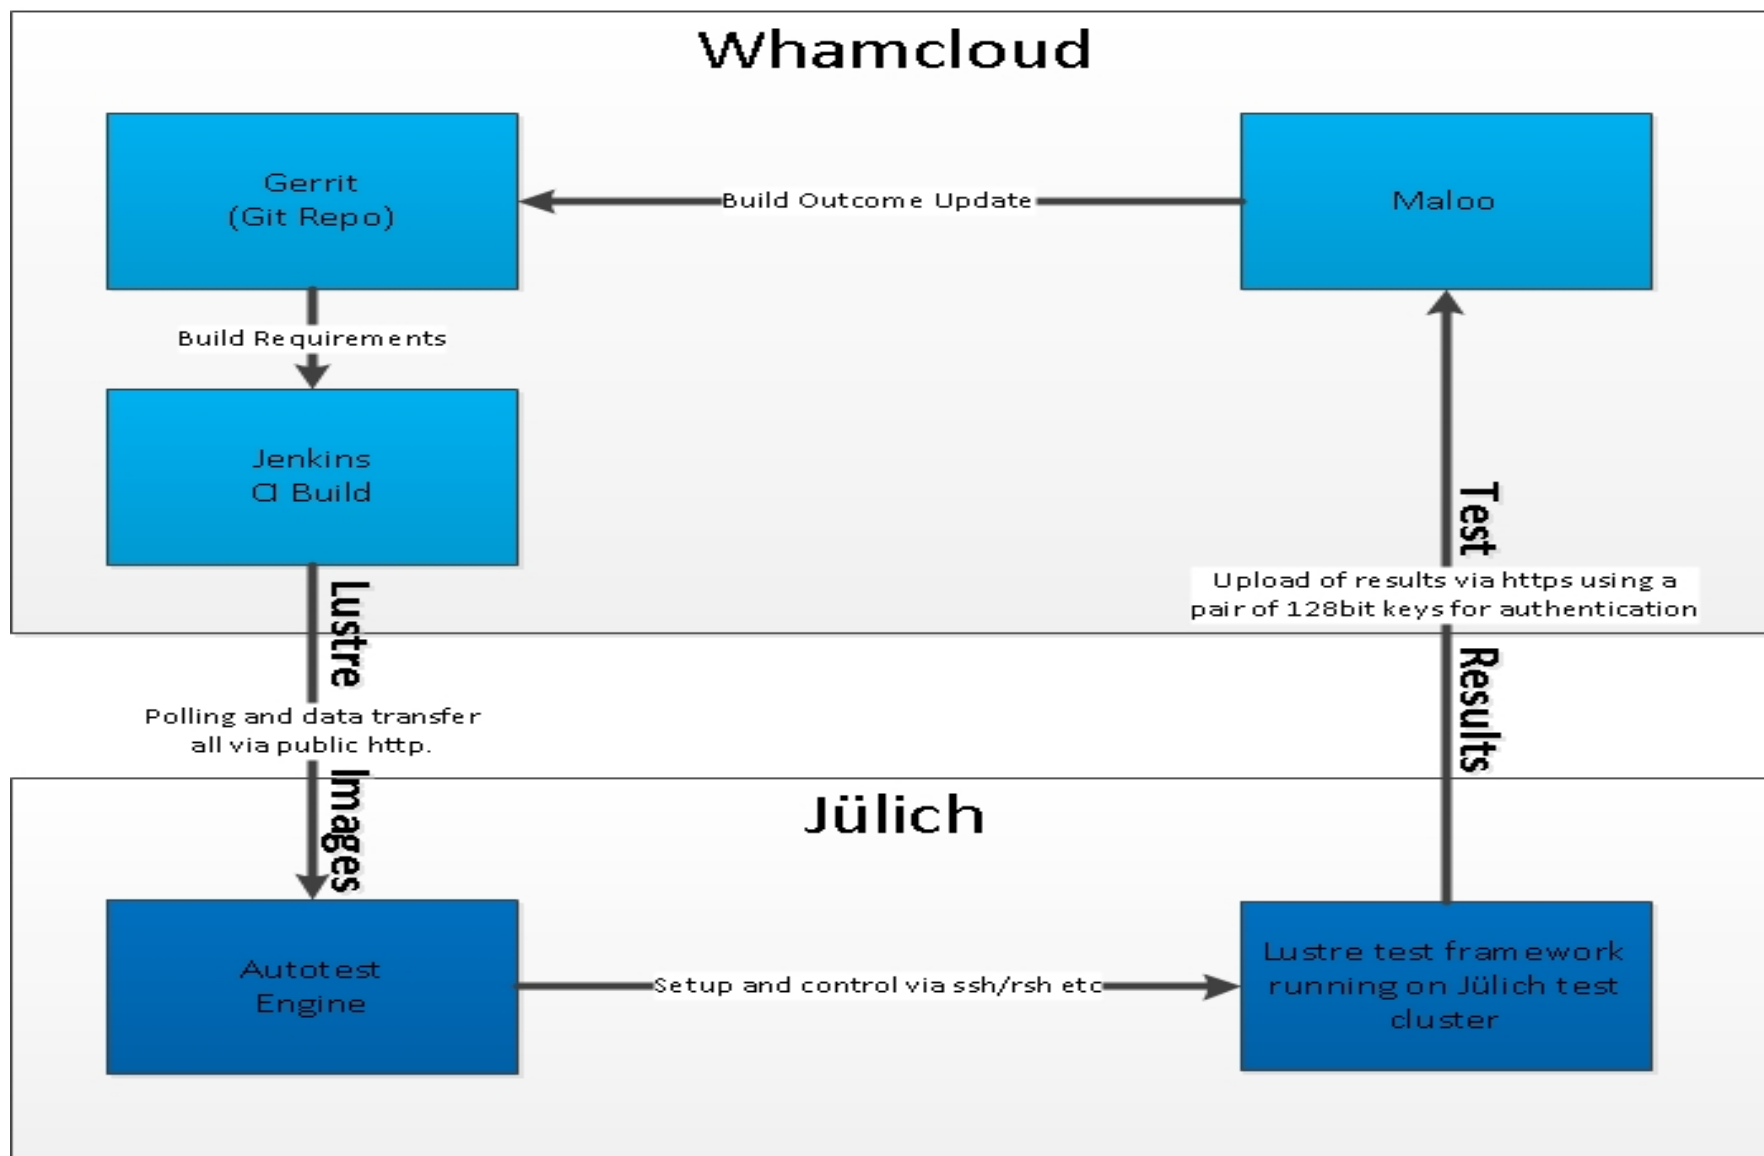 Whamcloud
Gerrit
(Git Repo)
Build Outcome Update
Maloo
Build Requirements
Jenkins
CI Build
Lustre Images
Polling and data transfer
all via public http.
Test Results
Upload of results via https using a
pair of 128bit keys for authentication
Jülich
Autotest
Engine
Setup and control via ssh/rsh etc
Lustre test framework
running on Jülich test
cluster